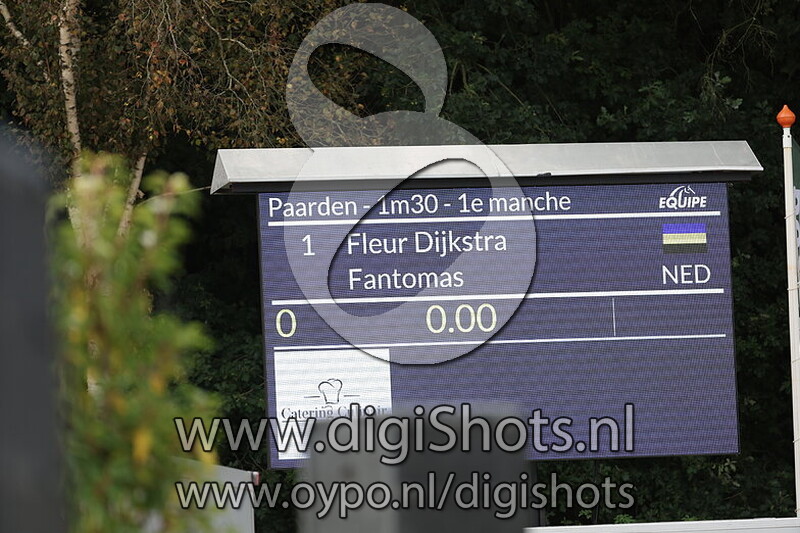 Paarden - 1m30 - 1e manche EQUIPE
1 Fleur Dijkstra
Fantomas NED
0 0.00
Catering
www.digiShots.nl
www.oypo.nl/digishots